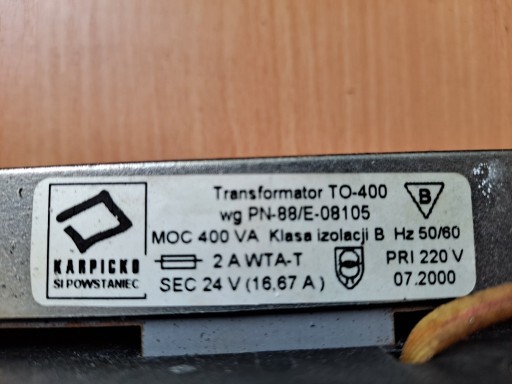 Transformator TO-400
B
wg PN-88/E-08105
MOC 400 VA Klasa izolacji B Hz 50/60
2 A WTA-T
PRI 220 V
SEC 24 V (16,67 A)
07.2000
KARPICKO
SI POWSTANIEC